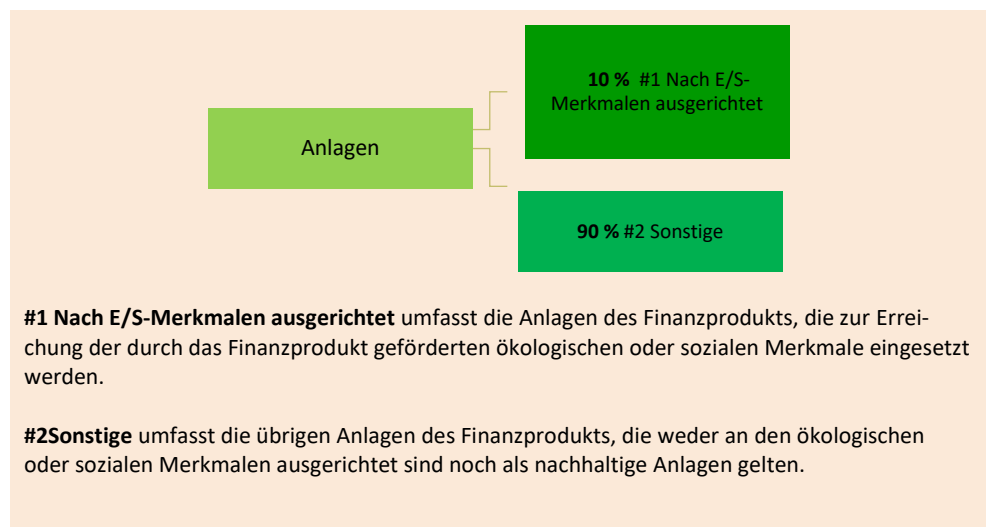 10 % #1 Nach E/S-
Merkmalen ausgerichtet
Anlagen
90 % #2 Sonstige
#1 Nach E/S-Merkmalen ausgerichtet umfasst die Anlagen des Finanzprodukts, die zur Errei-
chung der durch das Finanzprodukt geförderten ökologischen oder sozialen Merkmale eingesetzt
werden.
#2Sonstige umfasst die übrigen Anlagen des Finanzprodukts, die weder an den ökologischen
oder sozialen Merkmalen ausgerichtet sind noch als nachhaltige Anlagen gelten.